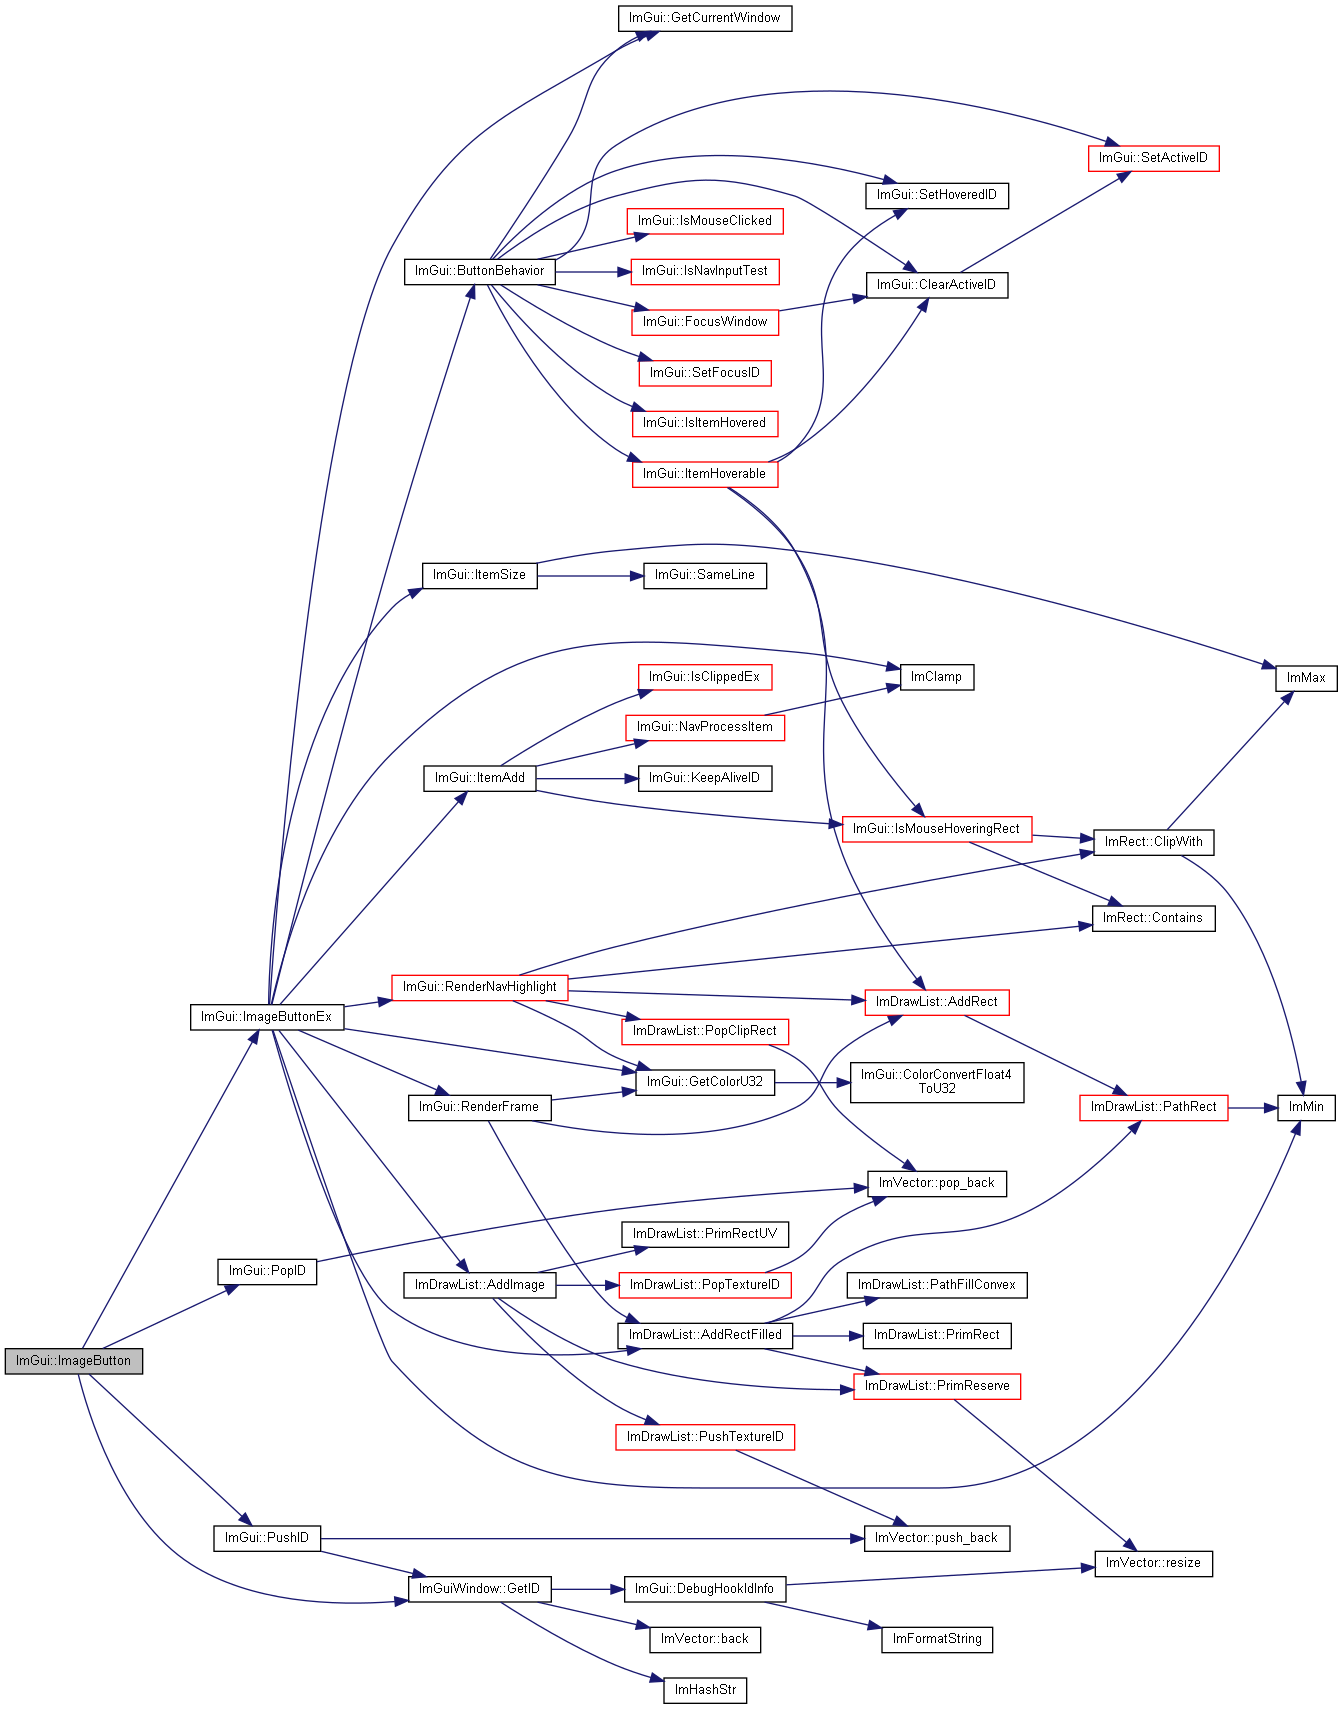 ImGui::GetCurrentWindow
ImGui::SetActiveID
ImGui::SetHoveredID
ImGui::IsMouseClicked
ImGui::ButtonBehavior
ImGui::IsNavInputTest
ImGui::ClearActiveID
ImGui::FocusWindow
ImGui::SetFocusID
ImGui::IsItemHovered
ImGui::ItemHoverable
ImGui::ItemSize
ImGui::SameLine
ImGui::IsClippedEx
ImClamp
ImMax
ImGui::NavProcessItem
ImGui::ItemAdd
ImGui::KeepAliveID
ImGui::IsMouseHoveringRect
ImRect::ClipWith
ImRect::Contains
ImGui::RenderNavHighlight
ImDrawList::AddRect
ImGui::ImageButtonEx
ImDrawList::PopClipRect
ImGui::GetColorU32
ImGui::ColorConvertFloat4
ToU32
ImGui::RenderFrame
ImDrawList::PathRect
ImMin
ImVector::pop_back
ImDrawList::PrimRectUV
ImGui::PopID
ImDrawList::AddImage
ImDrawList::PopTextureID
ImDrawList::PathFillConvex
ImDrawList::AddRectFilled
ImDrawList::PrimRect
ImGui::ImageButton
ImDrawList::PrimReserve
ImDrawList::PushTextureID
ImGui::PushID
ImVector::push_back
ImVector::resize
ImGuiWindow::GetID
ImGui::DebugHookIdInfo
ImVector::back
ImFormatString
ImHashStr